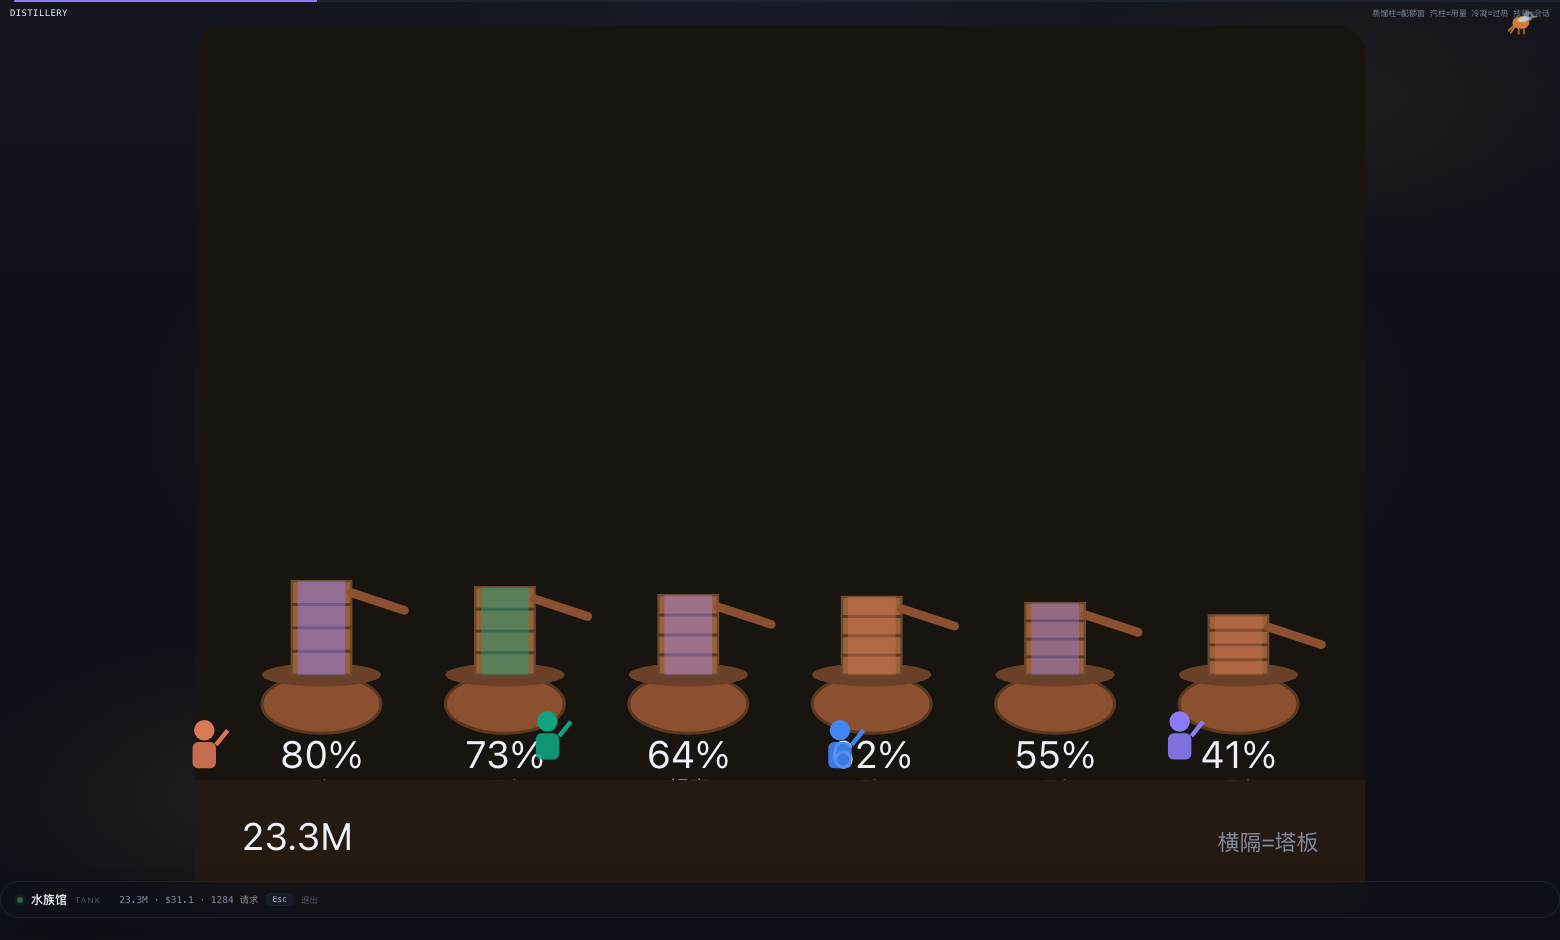 DISTILLERY
蒸馏柱=配额窗 汽柱=用量 冷凝=过热 会话
80% 73% 64% 2% 55% 41%
23.3M
横隔=塔板
水族馆 TANK 23.3M · $31.1 · 1284 请求 Esc 退出